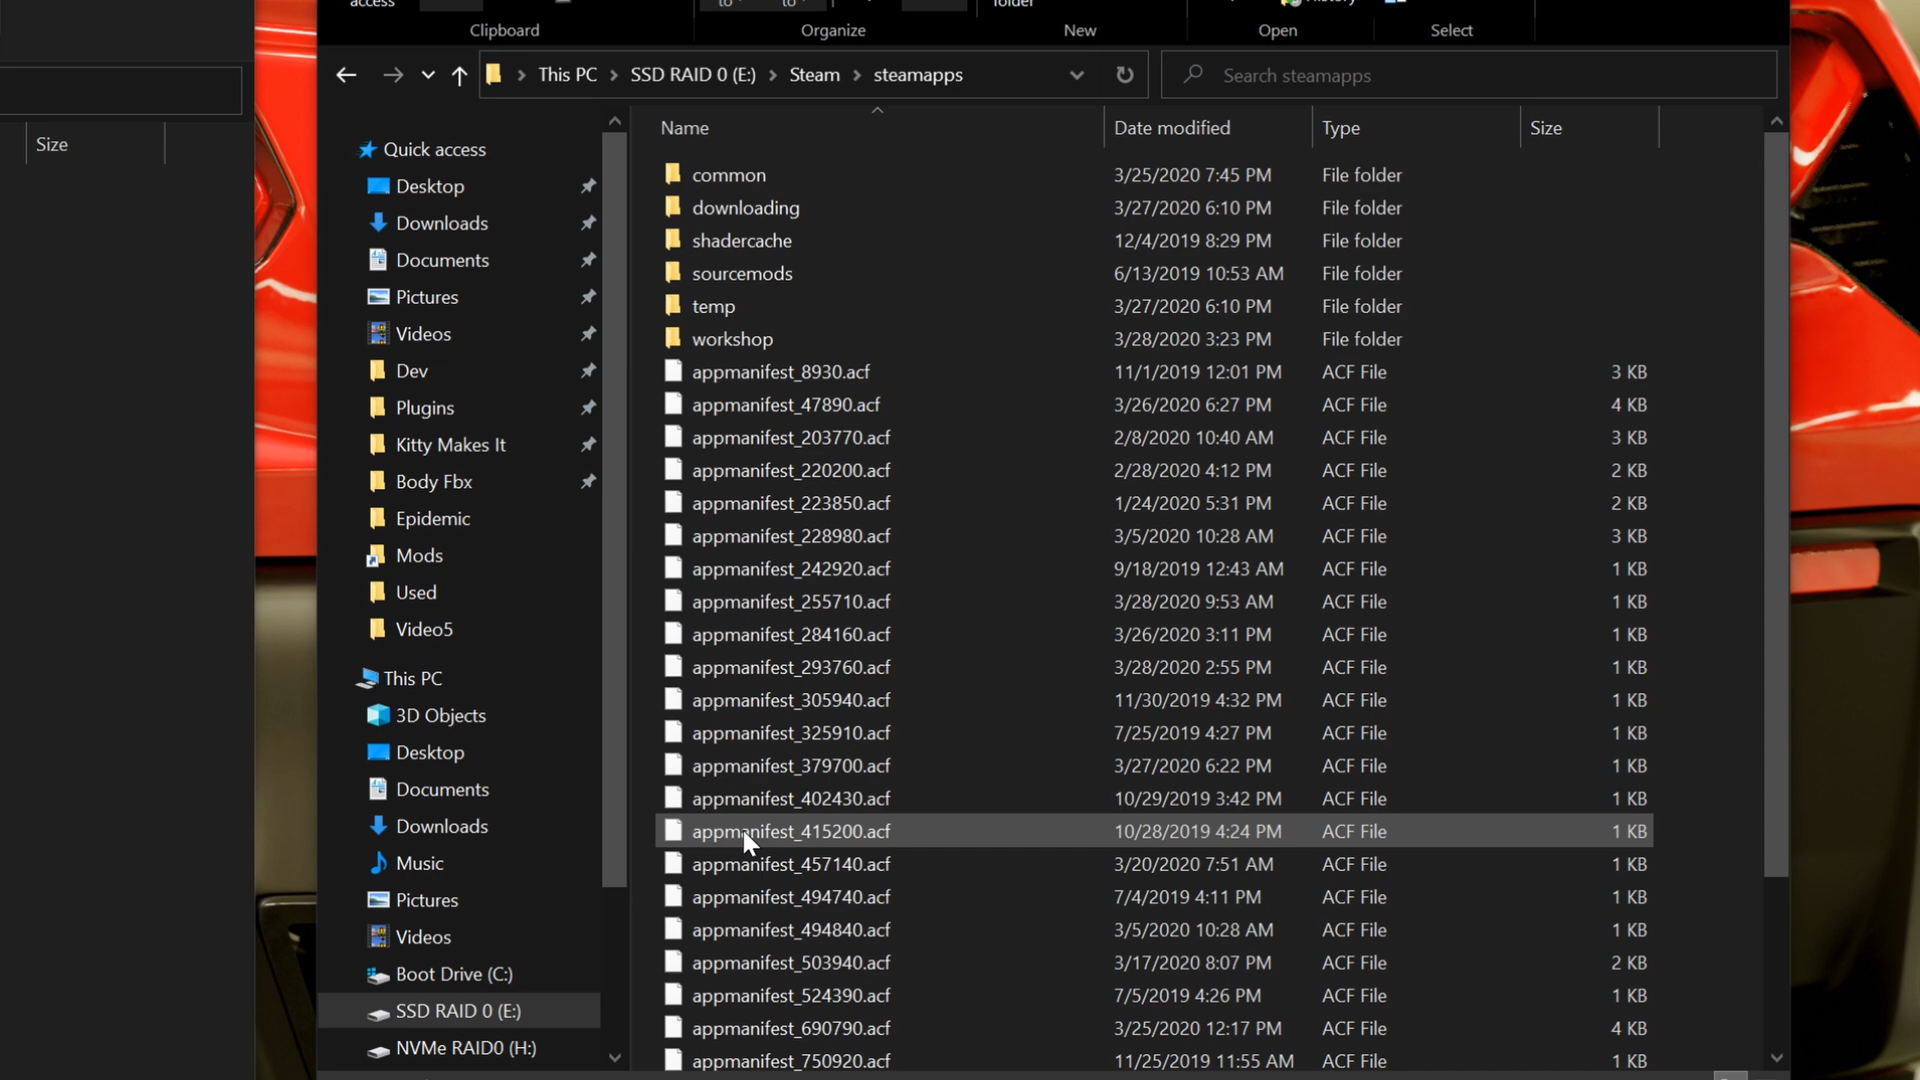 access
to
to
folder
History
Clipboard
Organize
New
Open
Select
This PC
SSD RAID 0 (E:)
Steam
steamapps
Search steamapps
Size
Name
Date modified
Type
Size
Quick access
Desktop
Downloads
Documents
Pictures
Videos
Dev
Plugins
Kitty Makes It
Body Fbx
Epidemic
Mods
Used
Video5
This PC
3D Objects
Desktop
Documents
Downloads
Music
Pictures
Videos
Boot Drive (C:)
SSD RAID 0 (E:)
NVMe RAID0 (H:)
common 3/25/2020 7:45 PM File folder
downloading 3/27/2020 6:10 PM File folder
shadercache 12/4/2019 8:29 PM File folder
sourcemods 6/13/2019 10:53 AM File folder
temp 3/27/2020 6:10 PM File folder
workshop 3/28/2020 3:23 PM File folder
appmanifest_8930.acf 11/1/2019 12:01 PM ACF File 3 KB
appmanifest_47890.acf 3/26/2020 6:27 PM ACF File 4 KB
appmanifest_203770.acf 2/8/2020 10:40 AM ACF File 3 KB
appmanifest_220200.acf 2/28/2020 4:12 PM ACF File 2 KB
appmanifest_223850.acf 1/24/2020 5:31 PM ACF File 2 KB
appmanifest_228980.acf 3/5/2020 10:28 AM ACF File 3 KB
appmanifest_242920.acf 9/18/2019 12:43 AM ACF File 1 KB
appmanifest_255710.acf 3/28/2020 9:53 AM ACF File 1 KB
appmanifest_284160.acf 3/26/2020 3:11 PM ACF File 1 KB
appmanifest_293760.acf 3/28/2020 2:55 PM ACF File 1 KB
appmanifest_305940.acf 11/30/2019 4:32 PM ACF File 1 KB
appmanifest_325910.acf 7/25/2019 4:27 PM ACF File 1 KB
appmanifest_379700.acf 3/27/2020 6:22 PM ACF File 1 KB
appmanifest_402430.acf 10/29/2019 3:42 PM ACF File 1 KB
appmanifest_415200.acf 10/28/2019 4:24 PM ACF File 1 KB
appmanifest_457140.acf 3/20/2020 7:51 AM ACF File 1 KB
appmanifest_494740.acf 7/4/2019 4:11 PM ACF File 1 KB
appmanifest_494840.acf 3/5/2020 10:28 AM ACF File 1 KB
appmanifest_503940.acf 3/17/2020 8:07 PM ACF File 2 KB
appmanifest_524390.acf 7/5/2019 4:26 PM ACF File 1 KB
appmanifest_690790.acf 3/25/2020 12:17 PM ACF File 4 KB
appmanifest_750920.acf 11/25/2019 11:55 AM ACF File 1 KB